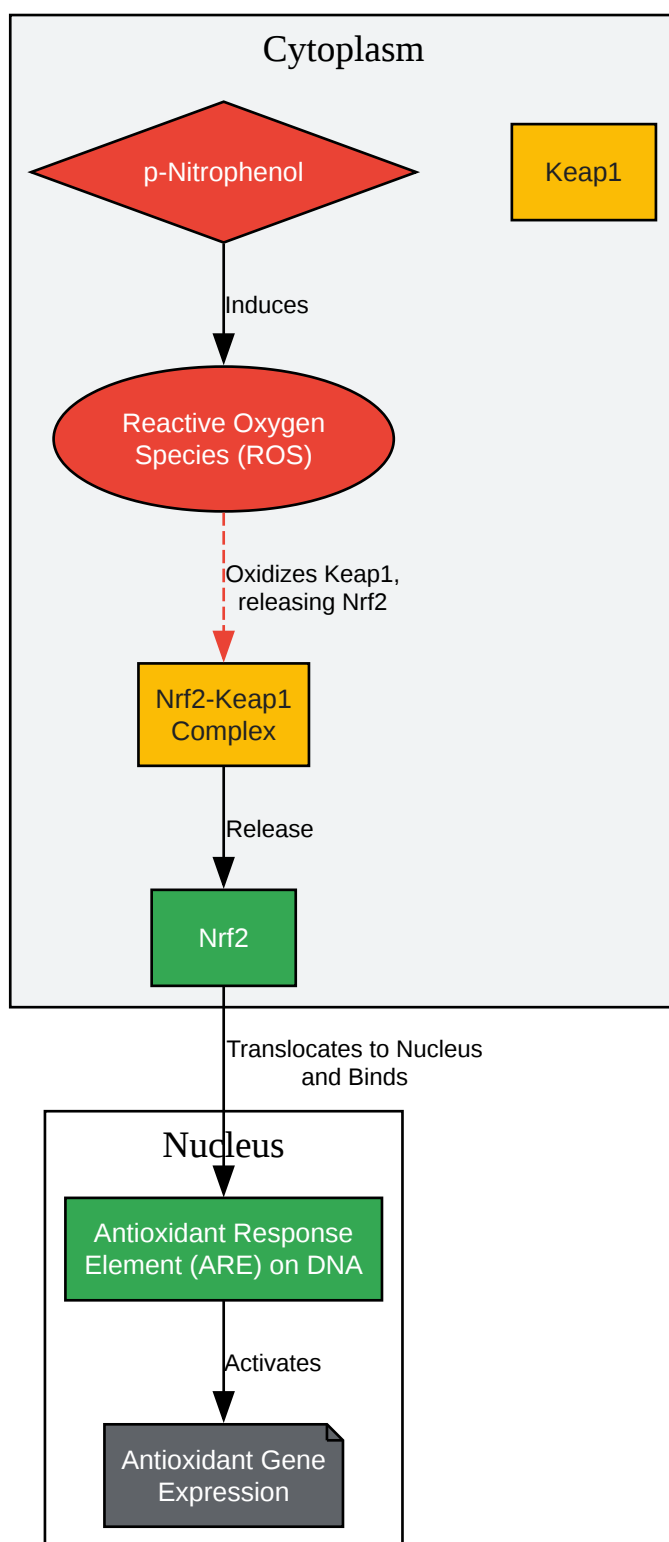 Cytoplasm
p-Nitrophenol
Keap1
Induces
Reactive Oxygen
Species (ROS)
Oxidizes Keap1,
releasing Nrf2
Nrf2-Keap1
Complex
Release
Nrf2
Translocates to Nucleus
and Binds
Nucleus
Antioxidant Response
Element (ARE) on DNA
Activates
Antioxidant Gene
Expression